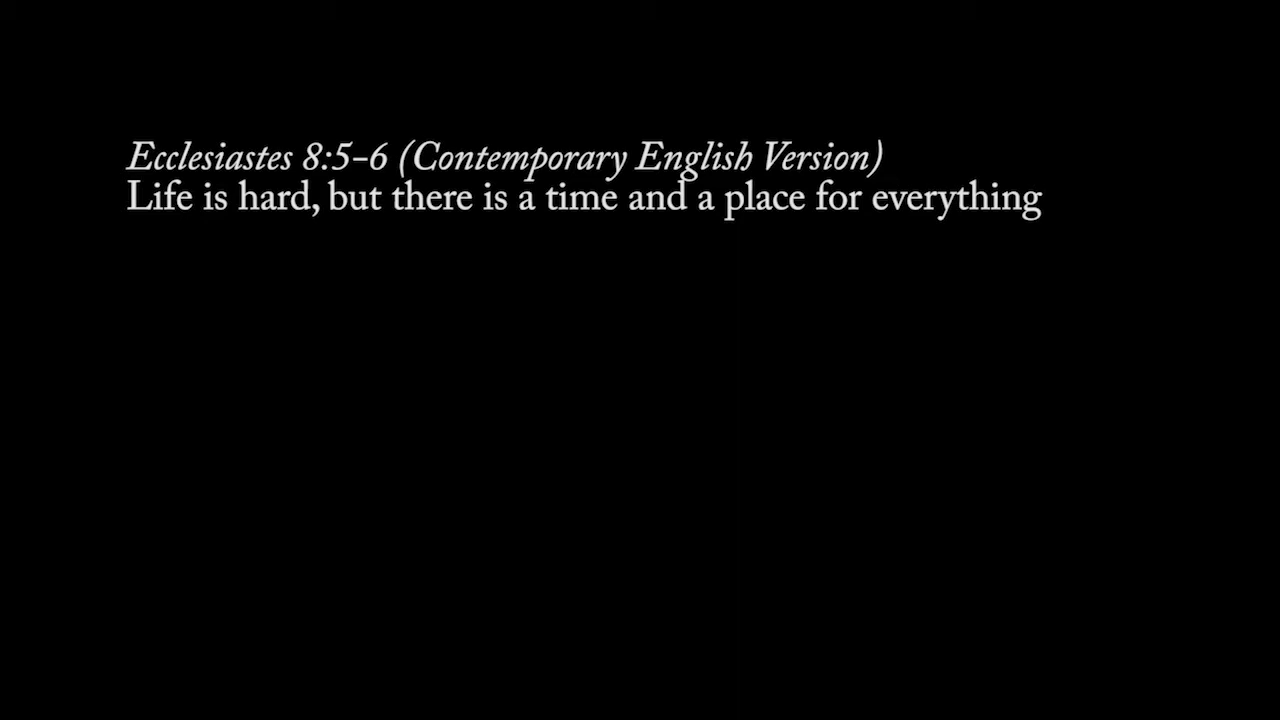 Ecclesiastes 8:5-6 (Contemporary English Version)
Life is hard, but there is a time and a place for everything